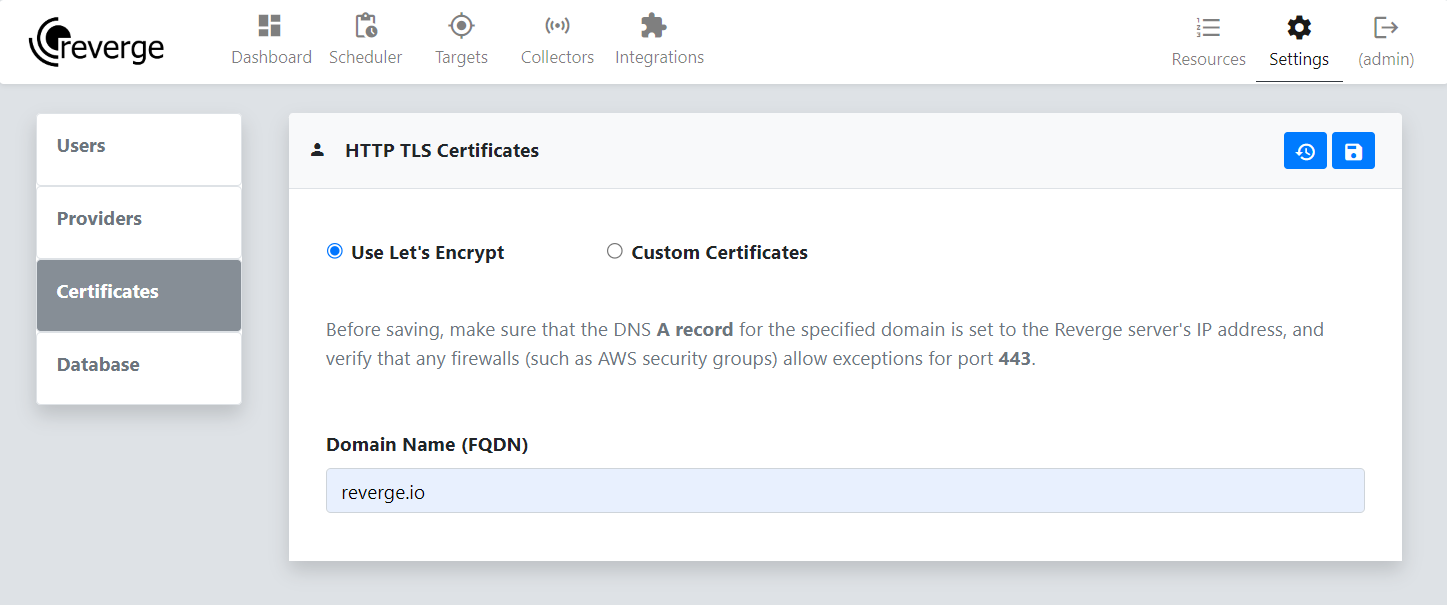 reverge
Dashboard Scheduler Targets Collectors Integrations Resources Settings (admin)
Users
Providers
Certificates
Database
HTTP TLS Certificates
Use Let's Encrypt Custom Certificates
Before saving, make sure that the DNS A record for the specified domain is set to the Reverge server's IP address, and
verify that any firewalls (such as AWS security groups) allow exceptions for port 443.
Domain Name (FQDN)
reverge.io